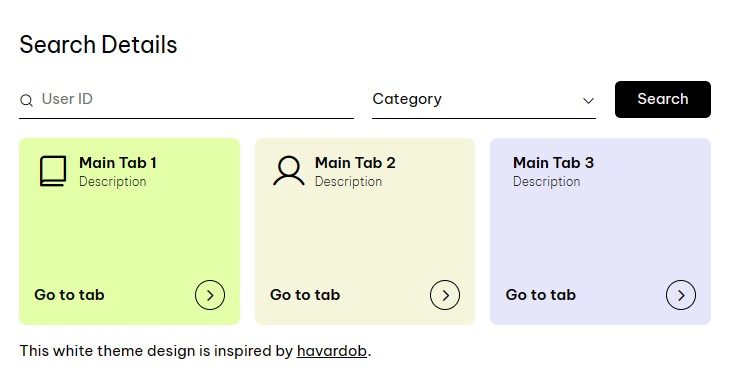 Search Details
User ID
Category
Search
Main Tab 1
Description
Main Tab 2
Description
Main Tab 3
Description
Go to tab
Go to tab
Go to tab
This white theme design is inspired by havardob.